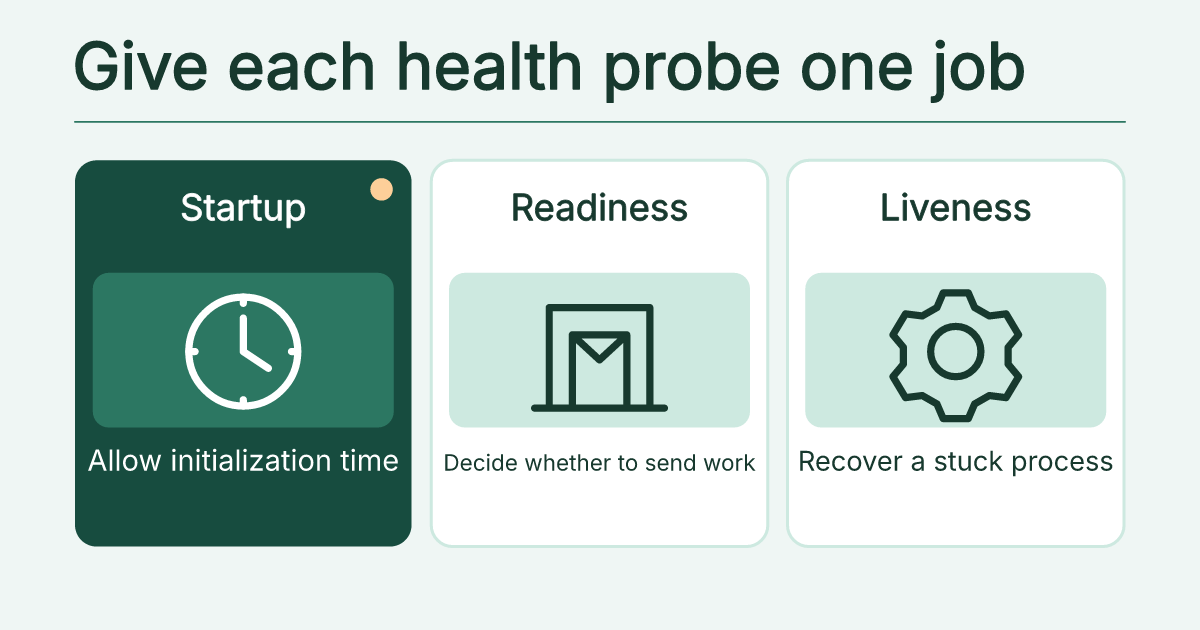 Give each health probe one job
Startup
Readiness
Liveness
Allow initialization time
Decide whether to send work
Recover a stuck process